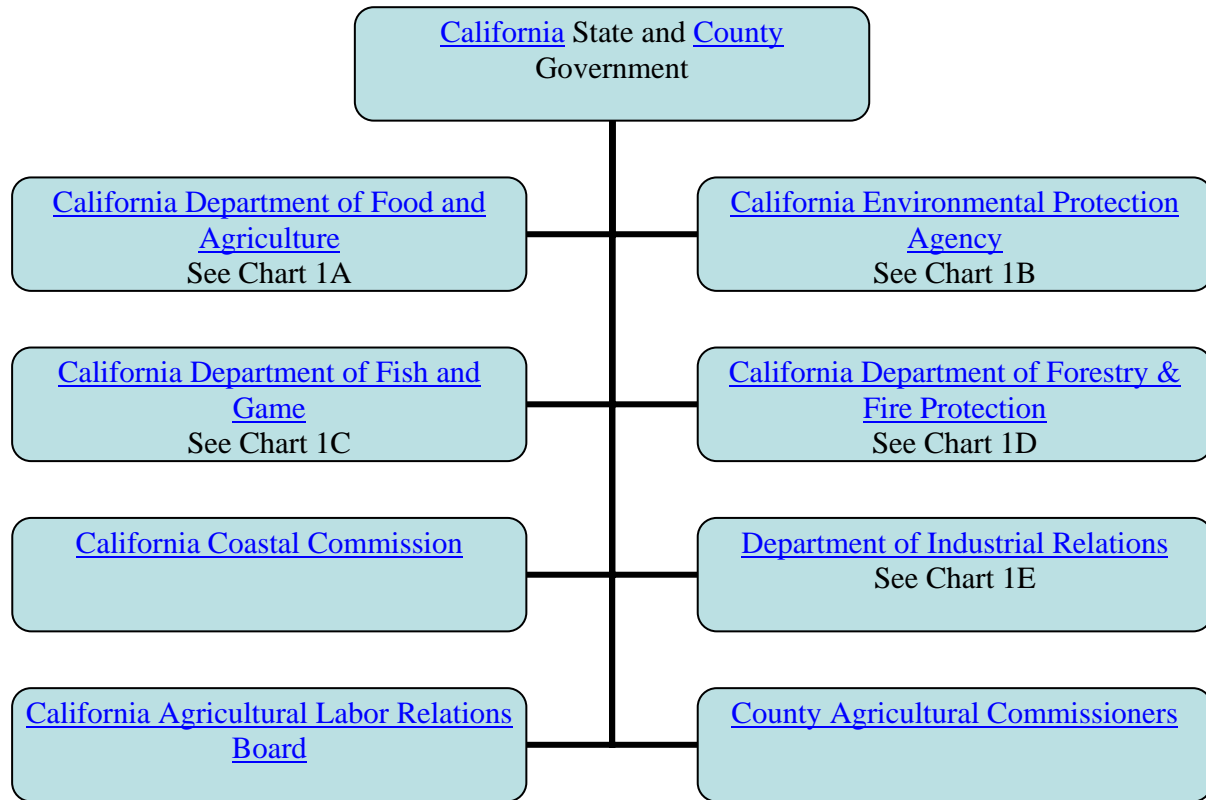 California State and County
Government
California Department of Food and
Agriculture
See Chart 1A
California Environmental Protection
Agency
See Chart 1B
California Department of Fish and
Game
See Chart 1C
California Department of Forestry &
Fire Protection
See Chart 1D
California Coastal Commission
Department of Industrial Relations
See Chart 1E
California Agricultural Labor Relations
Board
County Agricultural Commissioners